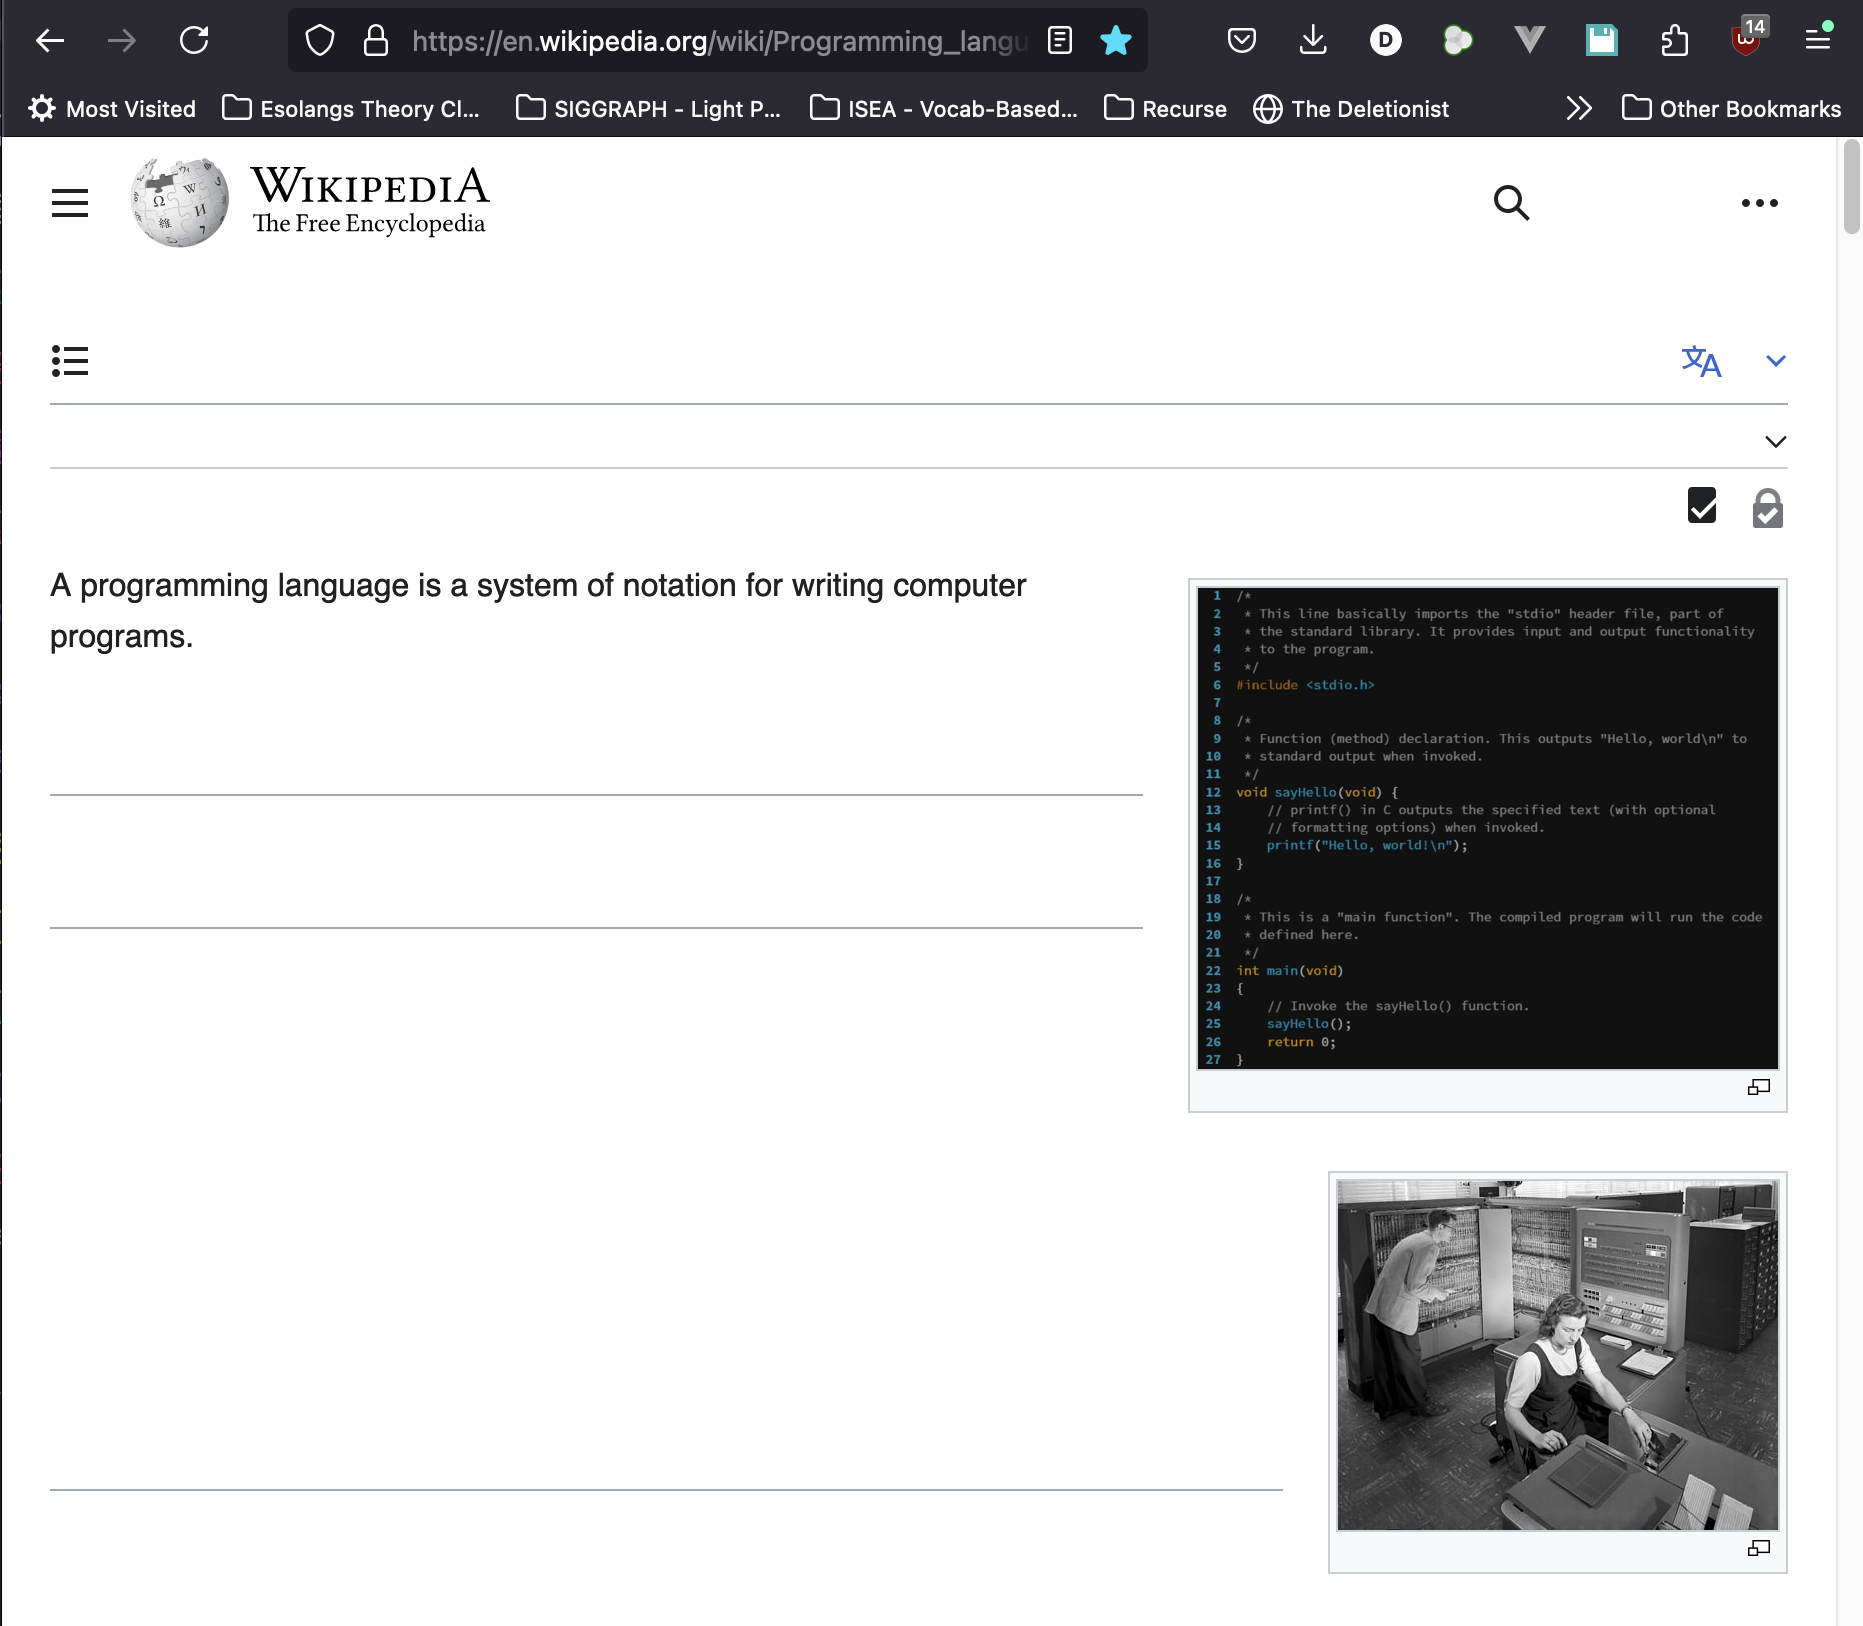 https://en.wikipedia.org/wiki/Programming_langu
14
Most Visited
Esolangs Theory Cl...
SIGGRAPH - Light P...
ISEA - Vocab-Based...
Recurse
The Deletionist
Other Bookmarks
WIKIPEDIA
The Free Encyclopedia
A programming language is a system of notation for writing computer
programs.
1 /*
2  * This line basically imports the "stdio" header file, part of
3  * the standard library. It provides input and output functionality
4  * to the program.
5  */
6 #include <stdio.h>
7
8 /*
9  * Function (method) declaration. This outputs "Hello, world\n" to
10  * standard output when invoked.
11  */
12 void sayHello(void) {
13     // printf() in C outputs the specified text (with optional
14     // formatting options) when invoked.
15     printf("Hello, world!\n");
16 }
17
18 /*
19  * This is a "main function". The compiled program will run the code
20  * defined here.
21  */
22 int main(void)
23 {
24     // Invoke the sayHello() function.
25     sayHello();
26     return 0;
27 }